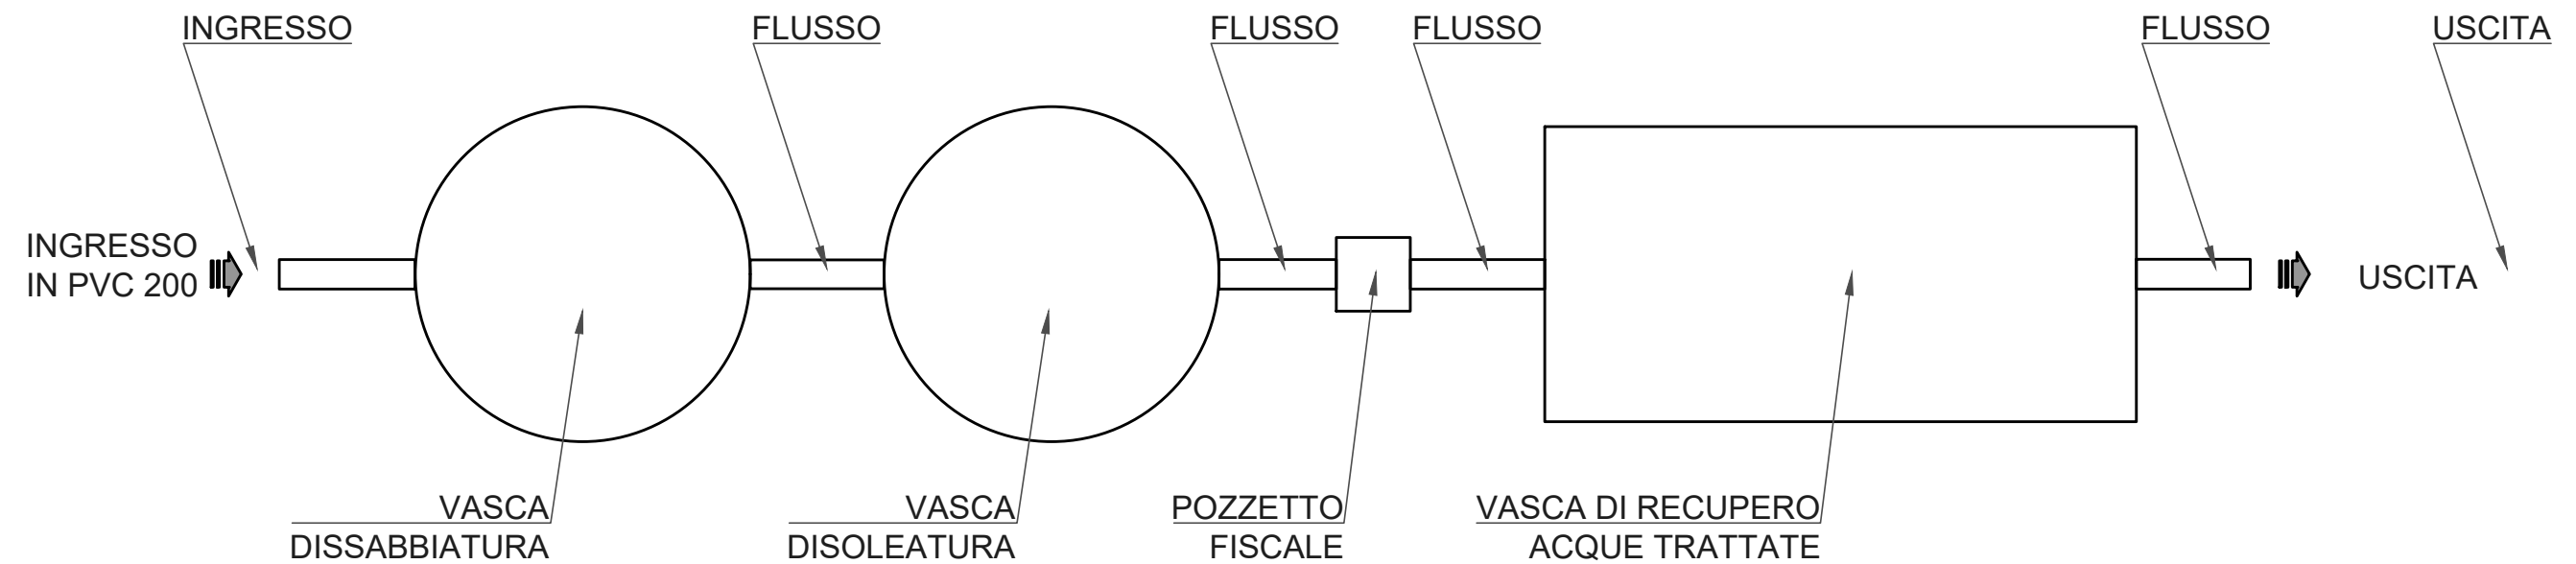 INGRESSO
FLUSSO
FLUSSO
FLUSSO
FLUSSO
USCITA
INGRESSO
IN PVC 200
USCITA
VASCA
DISSABBIATURA
VASCA
DISOLEATURA
POZZETTO
FISCALE
VASCA DI RECUPERO
ACQUE TRATTATE